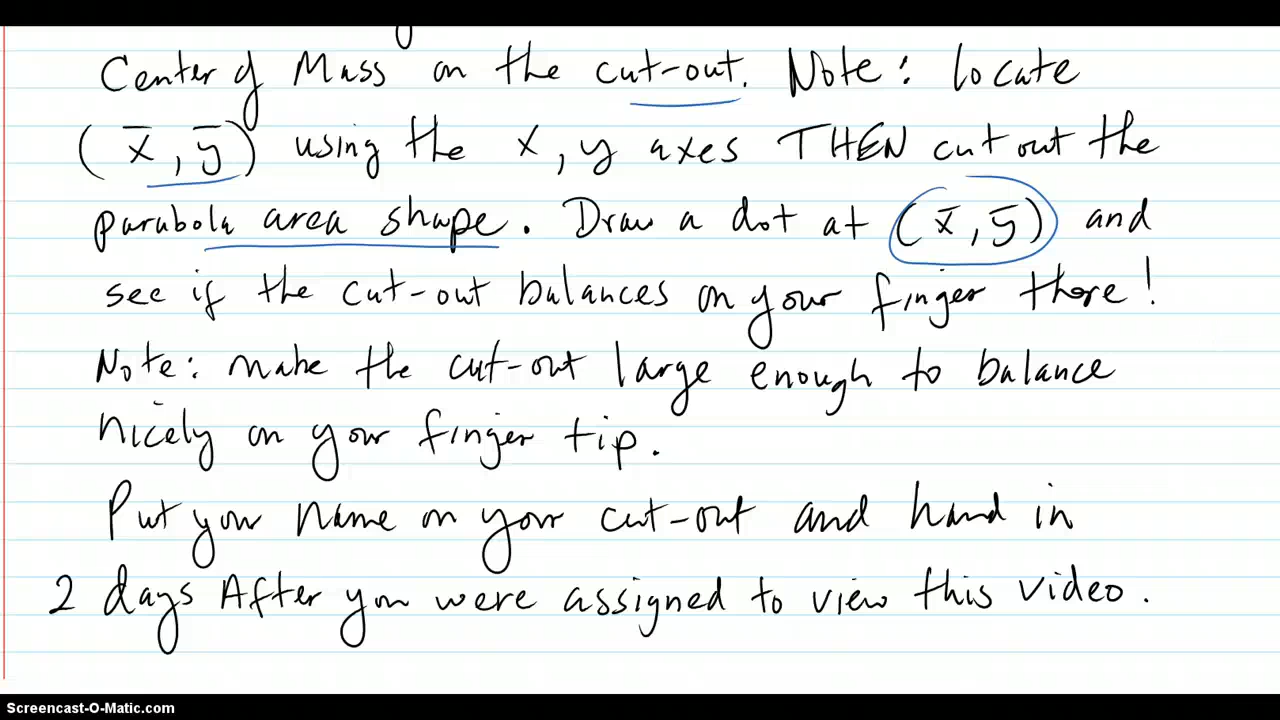 Center of Mass on the cut-out. Note: locate
(x̄, ȳ) using the x, y axes THEN cut out the
parabola area shape. Draw a dot at (x̄, ȳ) and
see if the cut-out balances on your finger there!
Note: make the cut-out large enough to balance
nicely on your finger tip.
Put your name on your cut-out and hand in
2 days After you were assigned to view this video.
Screencast-O-Matic.com